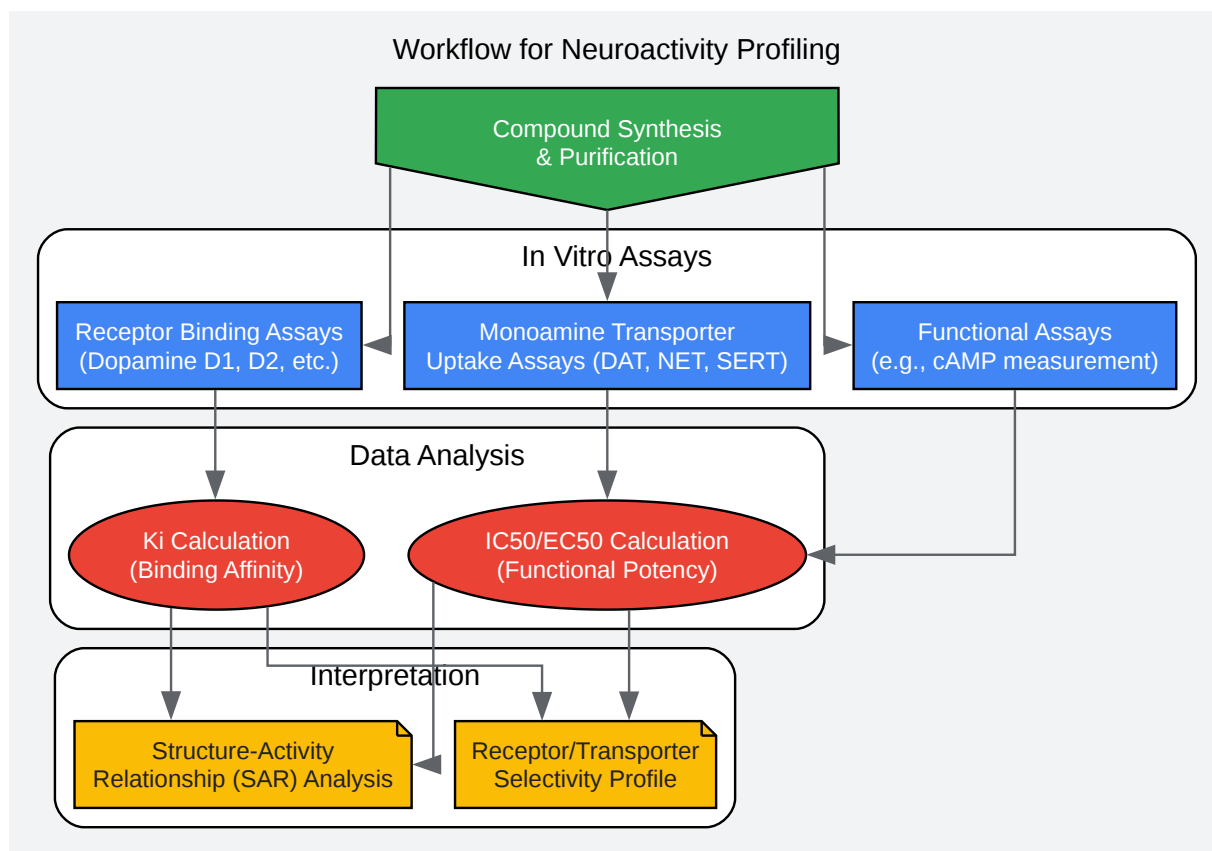 Workflow for Neuroactivity Profiling
Compound Synthesis
& Purification
In Vitro Assays
Receptor Binding Assays
(Dopamine D1, D2, etc.)
Monoamine Transporter
Uptake Assays (DAT, NET, SERT)
Functional Assays
(e.g., cAMP measurement)
Data Analysis
Ki Calculation
(Binding Affinity)
IC50/EC50 Calculation
(Functional Potency)
Interpretation
Structure-Activity
Relationship (SAR) Analysis
Receptor/Transporter
Selectivity Profile